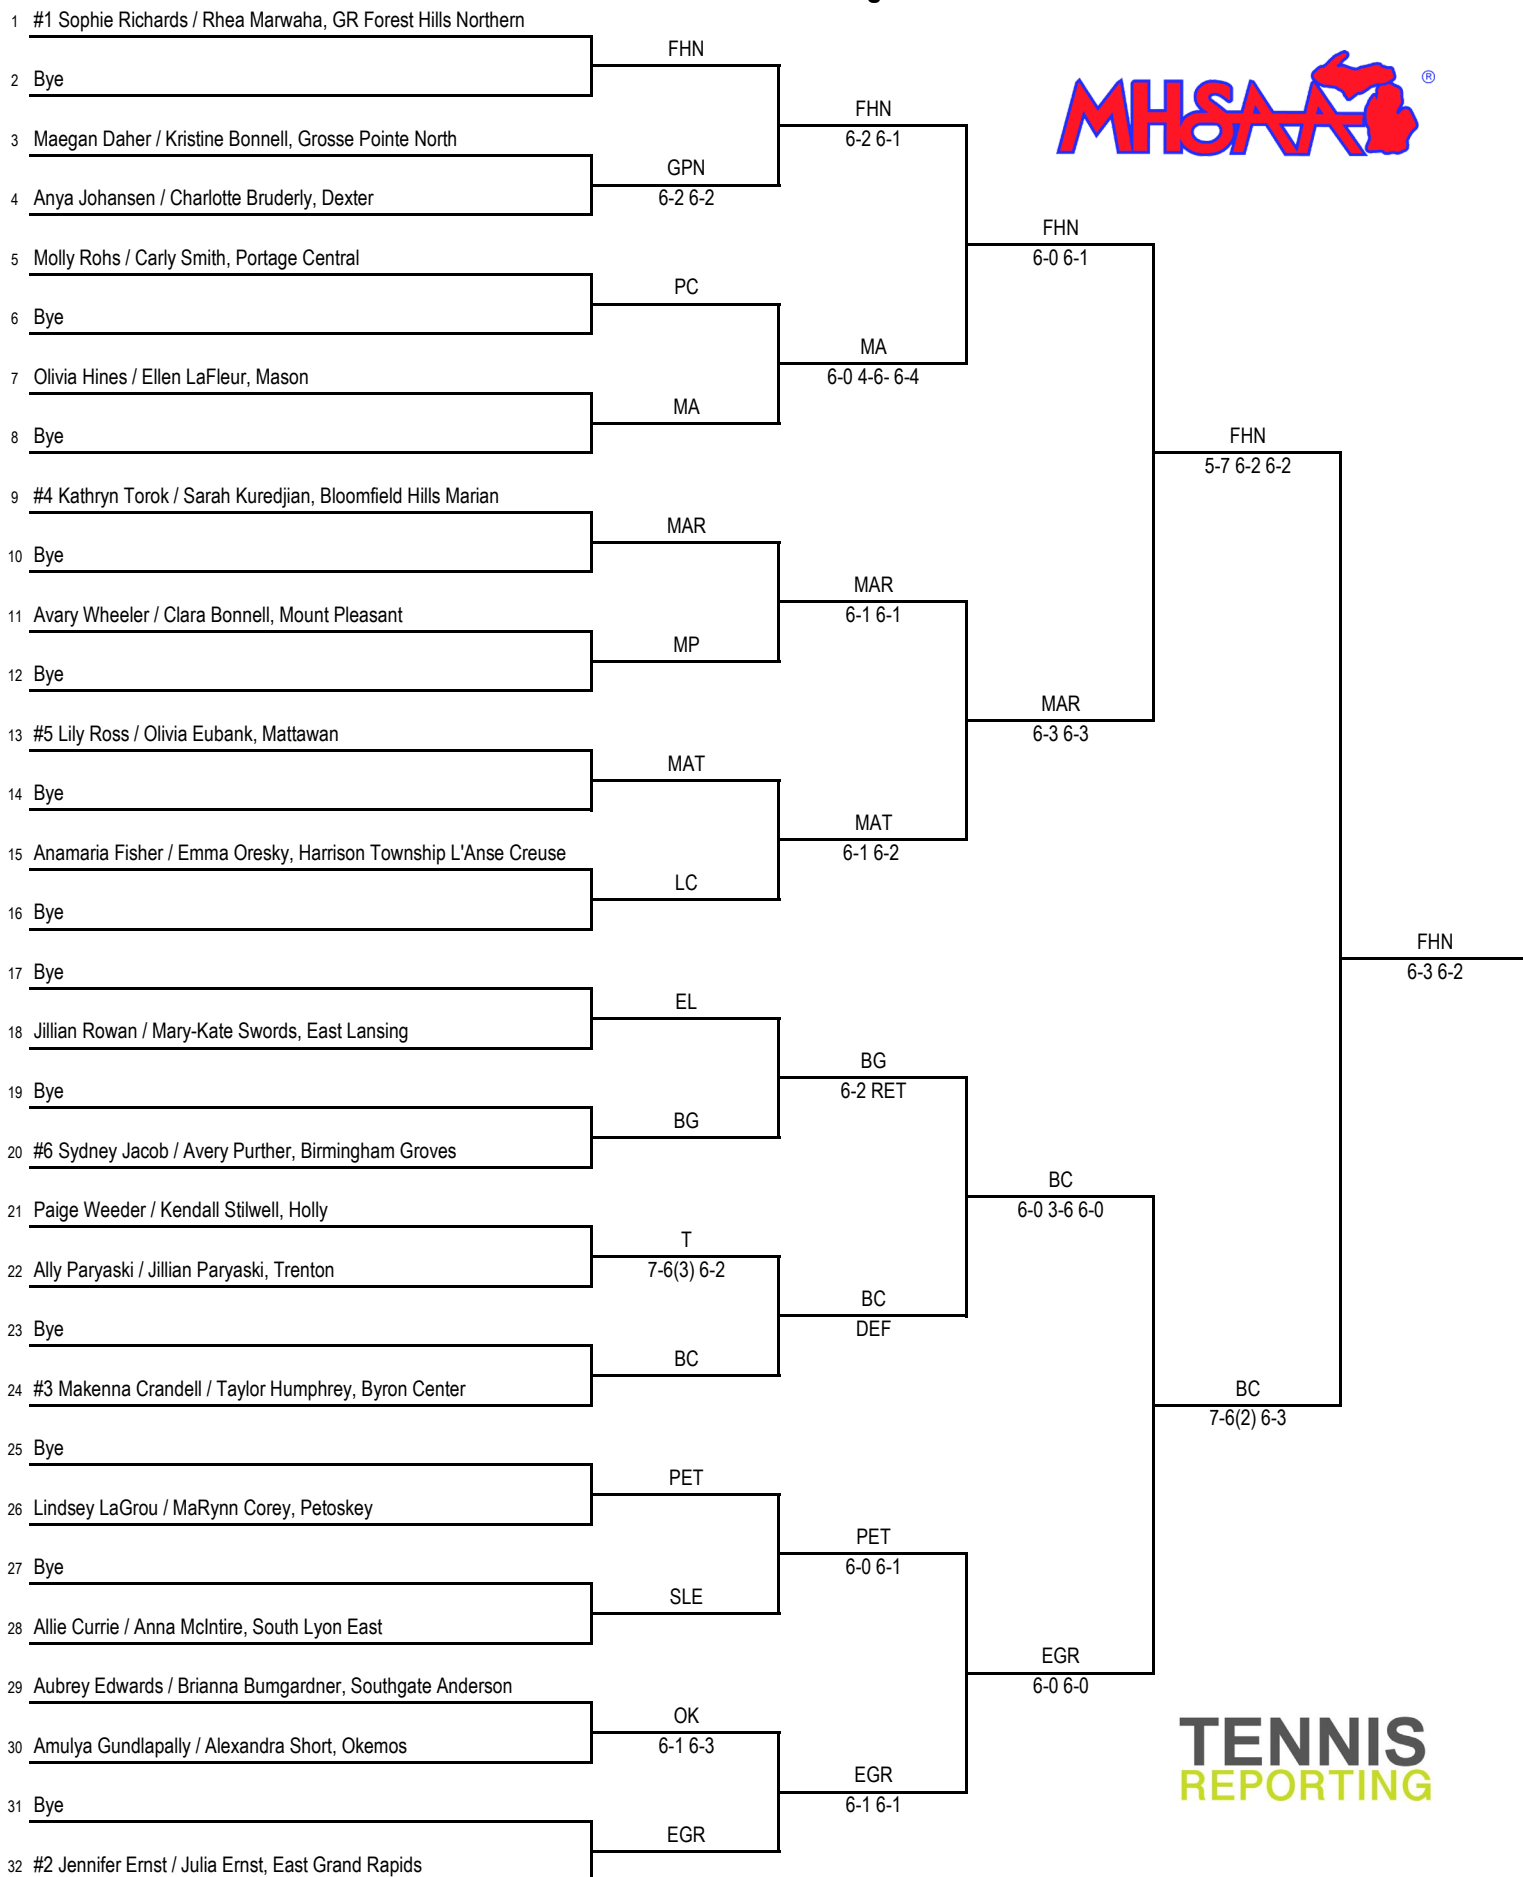 1 #1 Sophie Richards / Rhea Marwaha, GR Forest Hills Northern
FHN
2 Bye
FHN
6-2 6-1
3 Maegan Daher / Kristine Bonnell, Grosse Pointe North
GPN
6-2 6-2
4 Anya Johansen / Charlotte Bruderly, Dexter
FHN
6-0 6-1
5 Molly Rohs / Carly Smith, Portage Central
PC
6 Bye
MA
6-0 4-6- 6-4
7 Olivia Hines / Ellen LaFleur, Mason
MA
8 Bye
FHN
5-7 6-2 6-2
9 #4 Kathryn Torok / Sarah Kuredjian, Bloomfield Hills Marian
MAR
10 Bye
MAR
6-1 6-1
11 Avary Wheeler / Clara Bonnell, Mount Pleasant
MP
12 Bye
MAR
6-3 6-3
13 #5 Lily Ross / Olivia Eubank, Mattawan
MAT
14 Bye
MAT
6-1 6-2
15 Anamaria Fisher / Emma Oresky, Harrison Township L'Anse Creuse
LC
16 Bye
FHN
6-3 6-2
17 Bye
EL
18 Jillian Rowan / Mary-Kate Swords, East Lansing
BG
6-2 RET
19 Bye
BG
20 #6 Sydney Jacob / Avery Purther, Birmingham Groves
BC
6-0 3-6 6-0
21 Paige Weeder / Kendall Stilwell, Holly
T
7-6(3) 6-2
22 Ally Paryaski / Jillian Paryaski, Trenton
BC
DEF
23 Bye
BC
24 #3 Makenna Crandell / Taylor Humphrey, Byron Center
BC
7-6(2) 6-3
25 Bye
PET
26 Lindsey LaGrou / MaRynn Corey, Petoskey
PET
6-0 6-1
27 Bye
SLE
28 Allie Currie / Anna McIntire, South Lyon East
EGR
6-0 6-0
29 Aubrey Edwards / Brianna Bumgardner, Southgate Anderson
OK
6-1 6-3
30 Amulya Gundlapally / Alexandra Short, Okemos
EGR
6-1 6-1
31 Bye
EGR
32 #2 Jennifer Ernst / Julia Ernst, East Grand Rapids
MHSAA ®
TENNIS
REPORTING